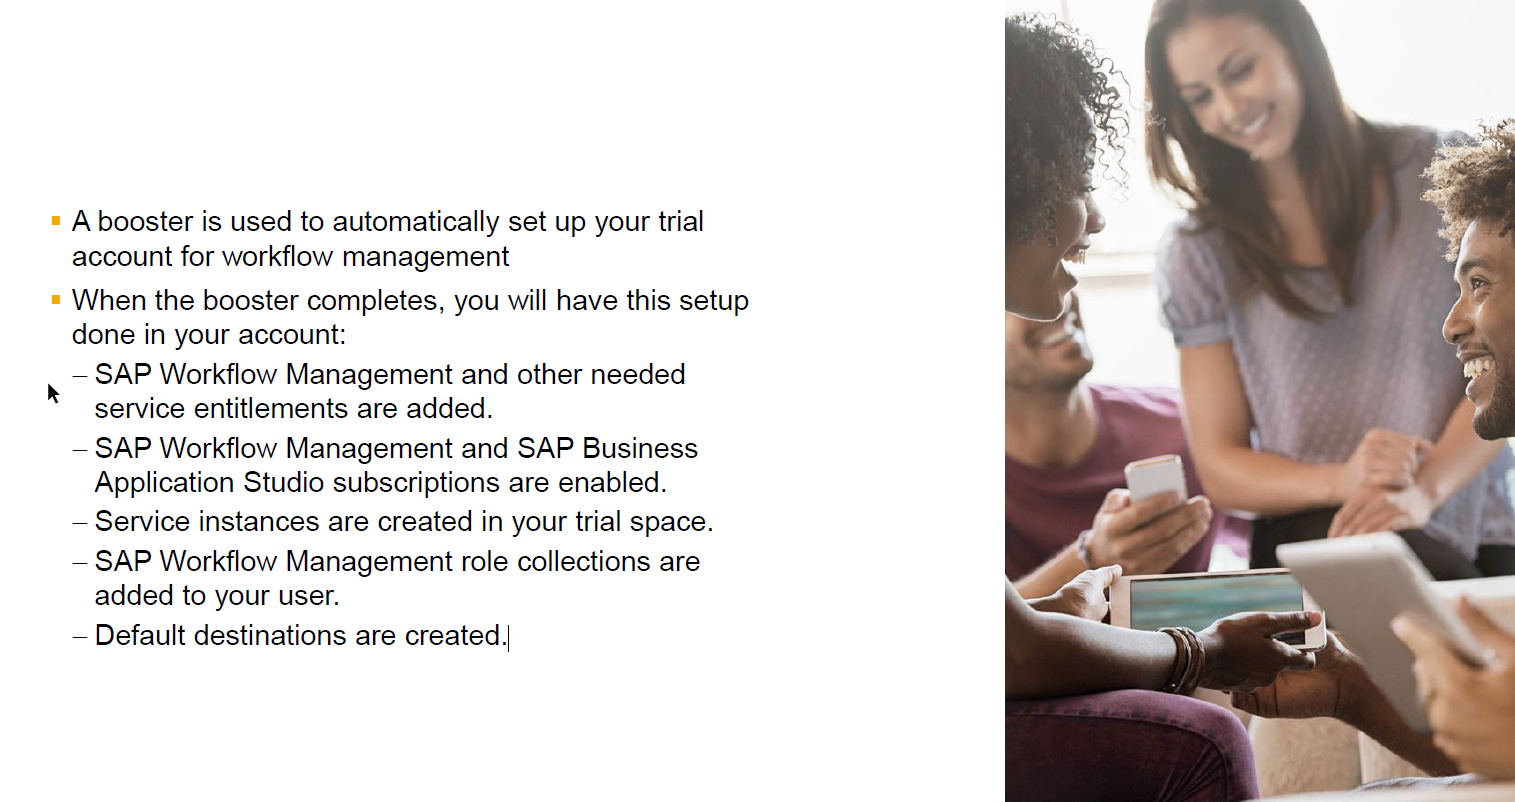 ▪ A booster is used to automatically set up your trial
account for workflow management
▪ When the booster completes, you will have this setup
done in your account:
– SAP Workflow Management and other needed
service entitlements are added.
– SAP Workflow Management and SAP Business
Application Studio subscriptions are enabled.
– Service instances are created in your trial space.
– SAP Workflow Management role collections are
added to your user.
– Default destinations are created.